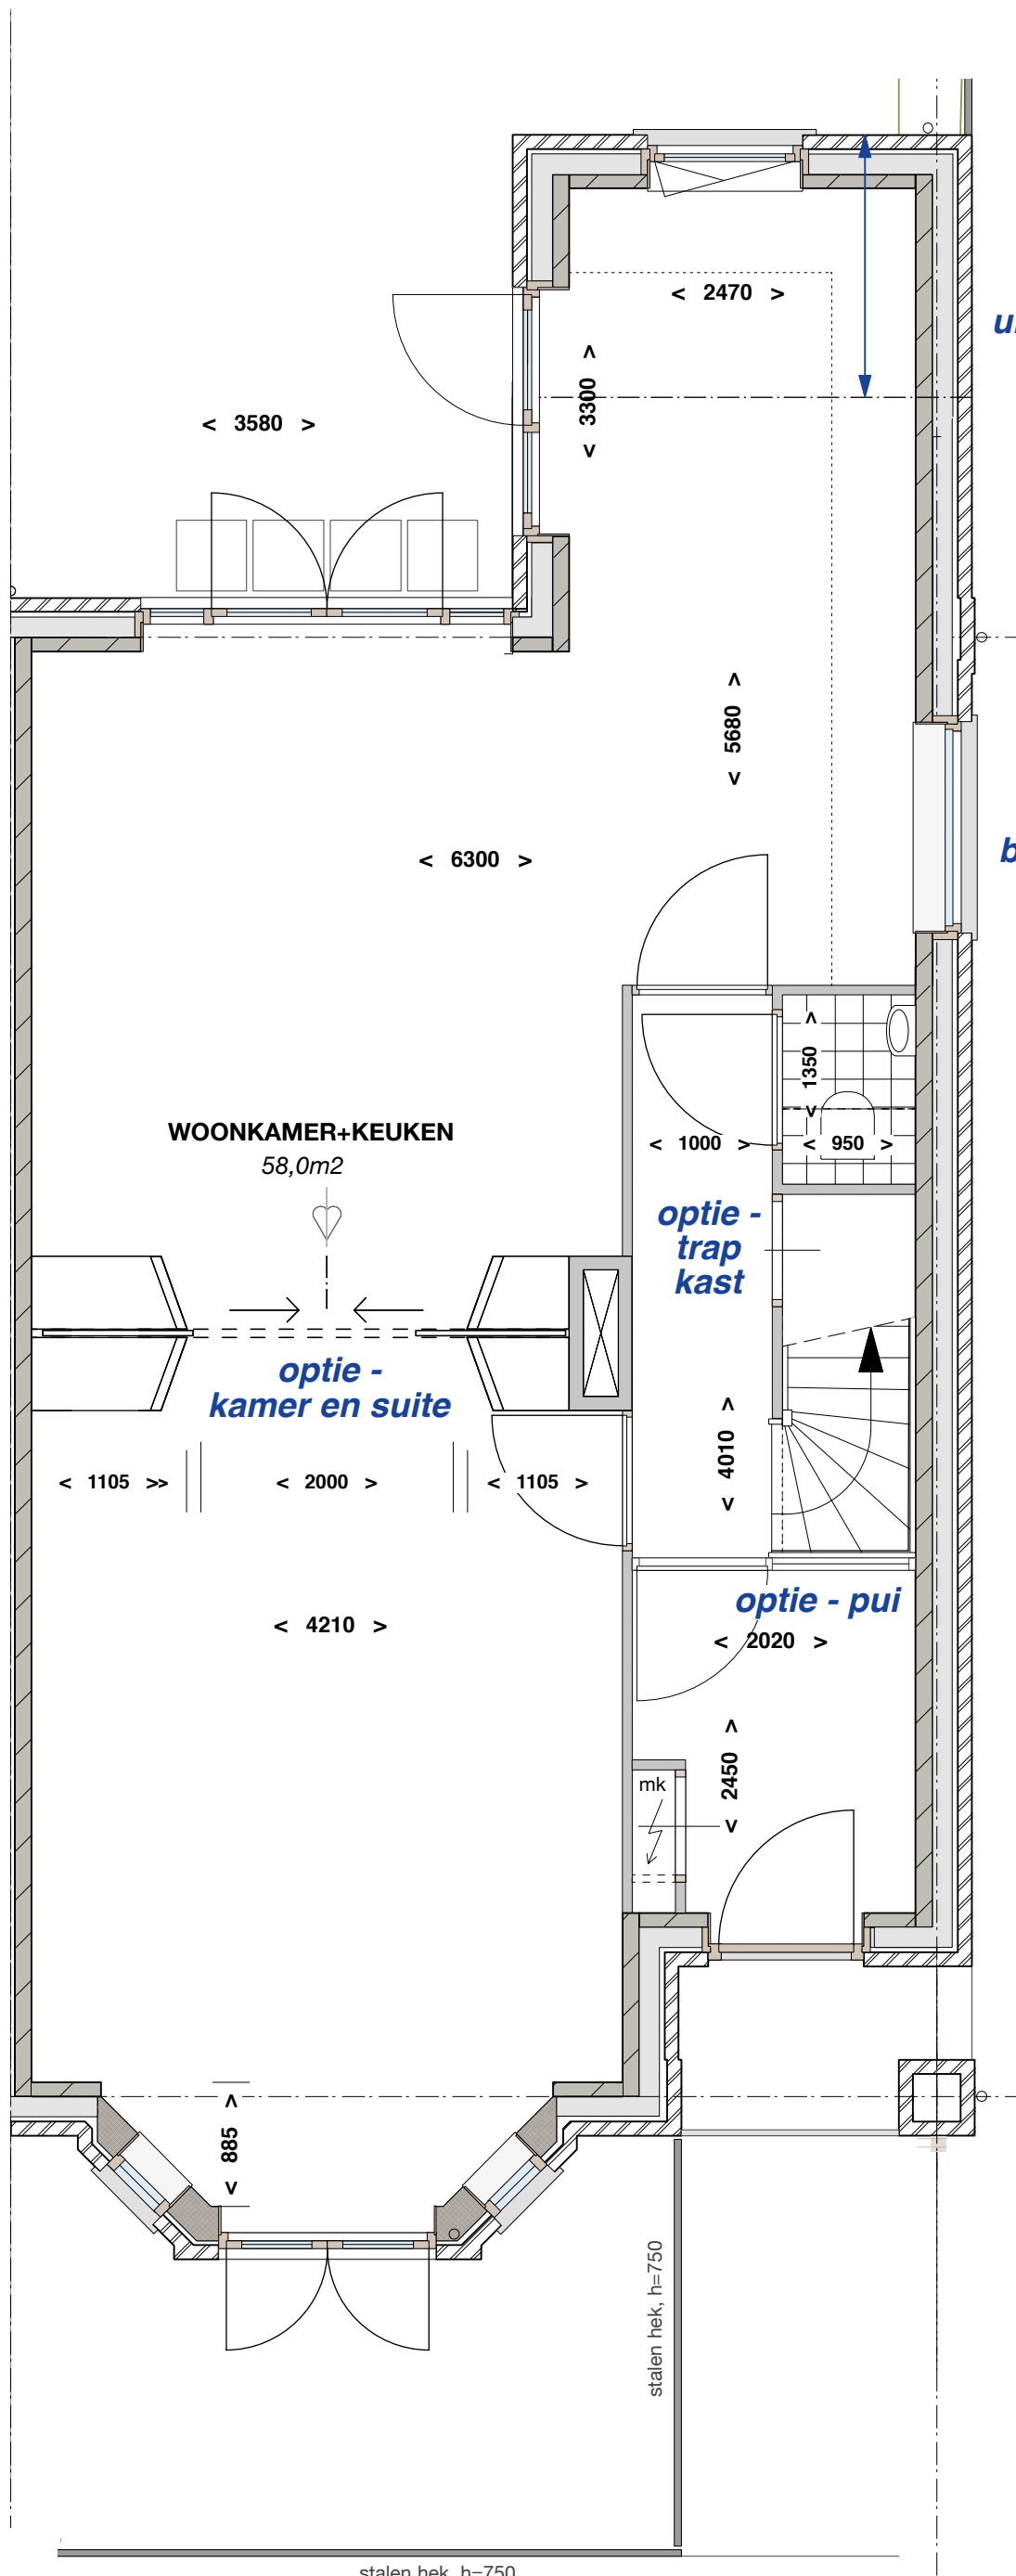 < 2470 >
< 3300 >
< 3580 >
< 5680 >
< 6300 >
< 1350 >
WOONKAMER+KEUKEN
58,0m2
< 1000 >
< 950 >
optie -
trap
kast
optie -
kamer en suite
< 4010 >
< 1105 >>
< 2000 >
< 1105 >
optie - pui
< 4210 >
< 2020 >
< 2450 >
mk
< 885 >
stalen hek, h=750
stalen hek, h=750